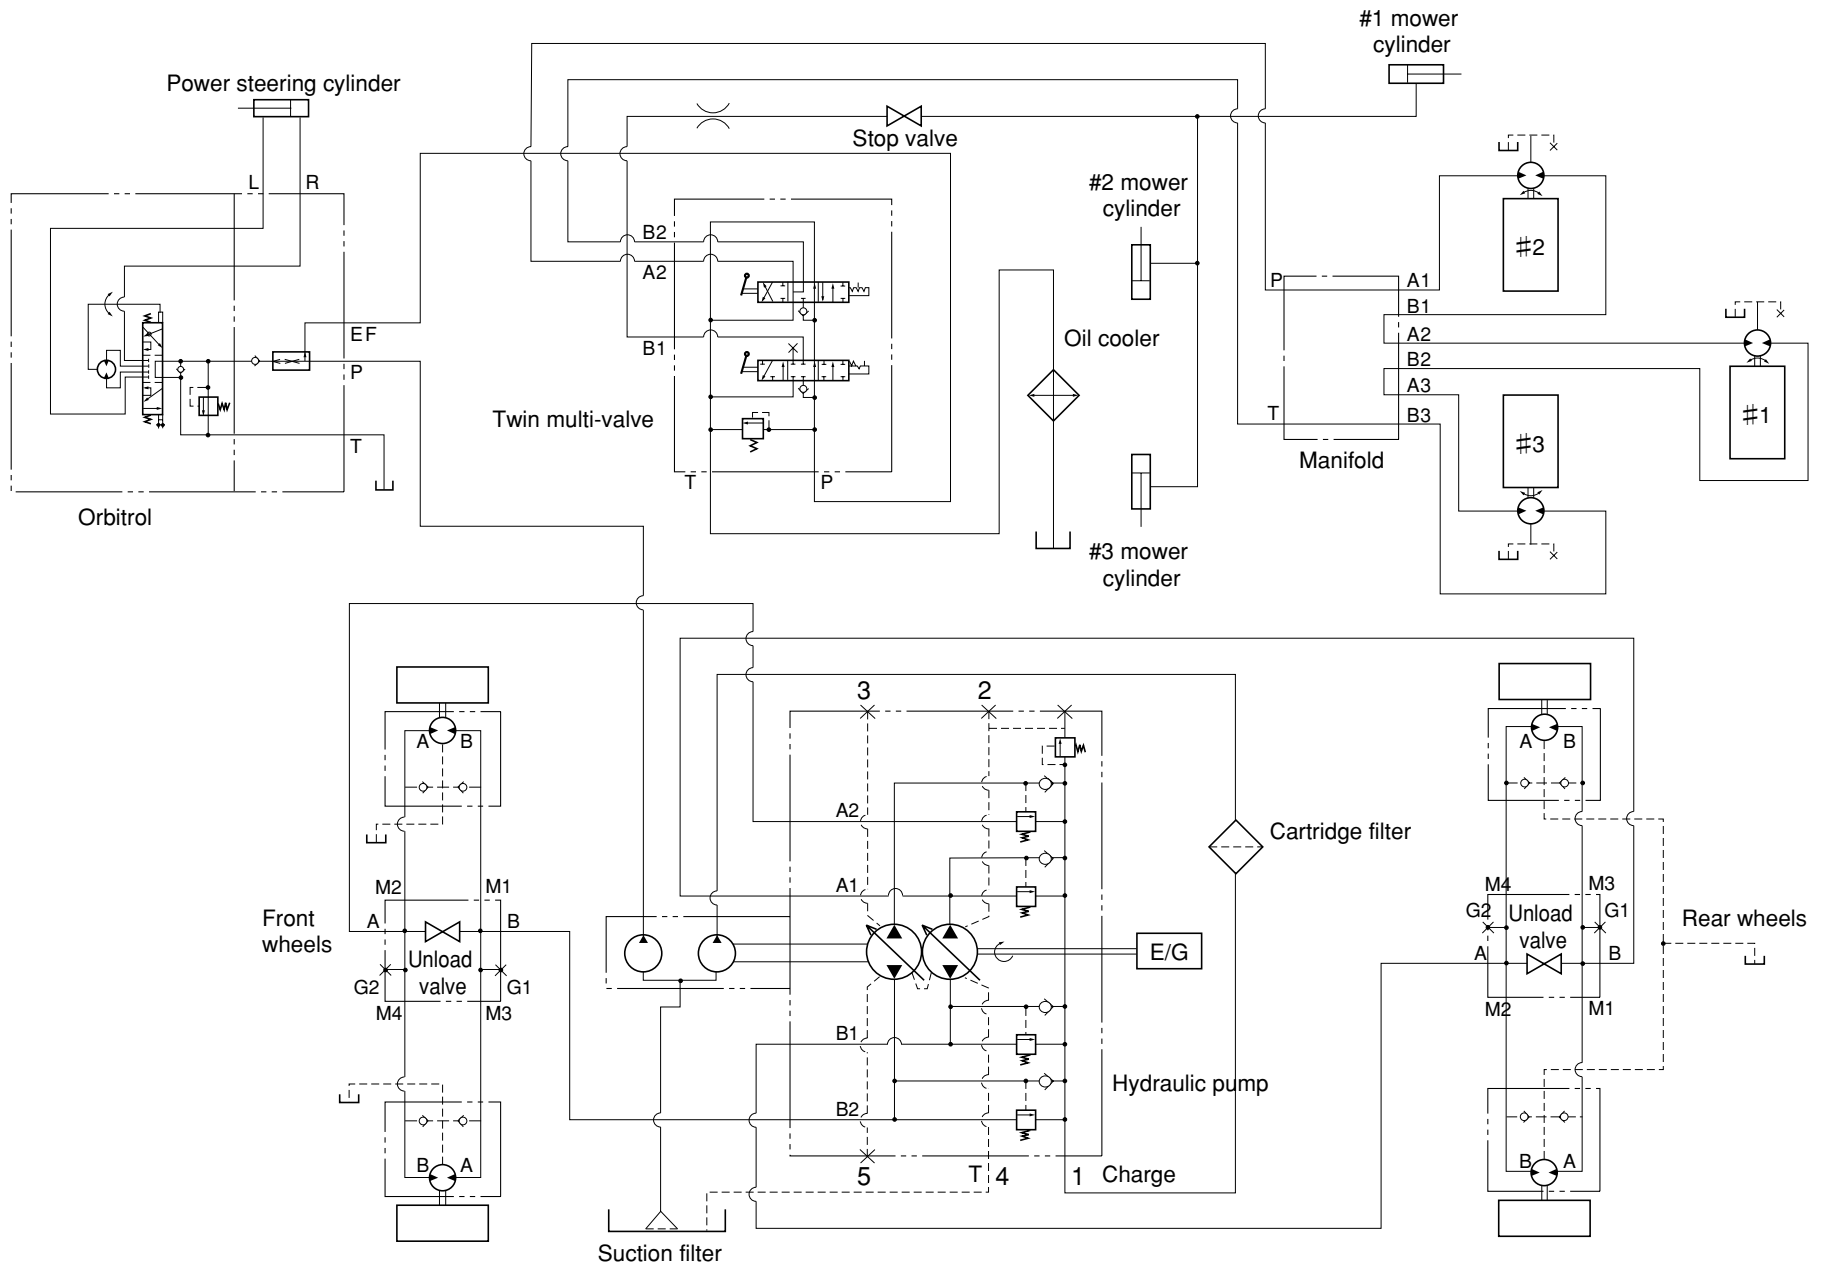 #1 mower
cylinder
Power steering cylinder
Stop valve
L
R
#2 mower
cylinder
B2
A2
#2
P
A1
B1
A2
B2
A3
B3
T
E F
P
T
B1
Oil cooler
Twin multi-valve
#1
#3
Manifold
T
P
Orbitrol
#3 mower
cylinder
3
2
A
B
A
B
A2
Cartridge filter
A1
M2
M1
M4
M3
Front
wheels
A
B
Unload
valve
G2
G1
M4
M3
G2
G1
Unload
valve
A
B
M2
M1
Rear wheels
E/G
B1
Hydraulic pump
B2
B
A
B
A
5
T
4
1
Charge
Suction filter